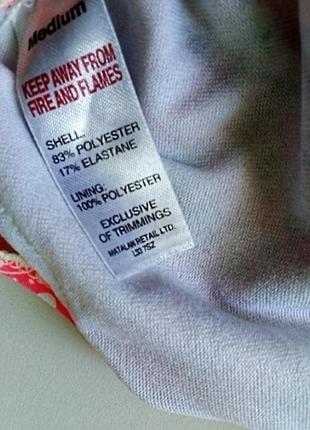 Medium
KEEP AWAY FROM
FIRE AND FLAMES
SHELL:
83% POLYESTER
17% ELASTANE
LINING:
100% POLYESTER
EXCLUSIVE
OF TRIMMINGS
MATALAN RETAIL LTD.
L33 7SZ